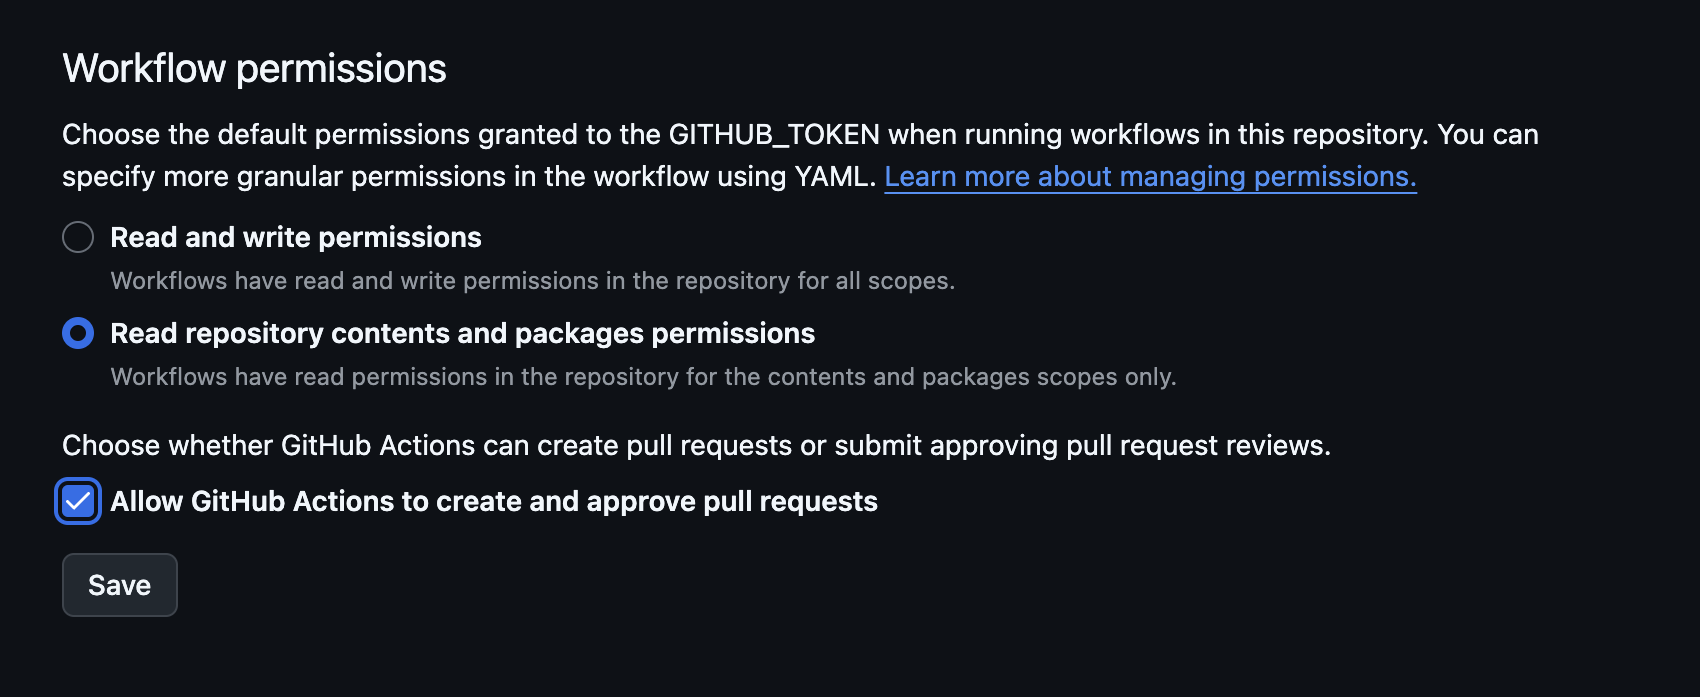 Workflow permissions
Choose the default permissions granted to the GITHUB_TOKEN when running workflows in this repository. You can
specify more granular permissions in the workflow using YAML. Learn more about managing permissions.
Read and write permissions
Workflows have read and write permissions in the repository for all scopes.
Read repository contents and packages permissions
Workflows have read permissions in the repository for the contents and packages scopes only.
Choose whether GitHub Actions can create pull requests or submit approving pull request reviews.
Allow GitHub Actions to create and approve pull requests
Save